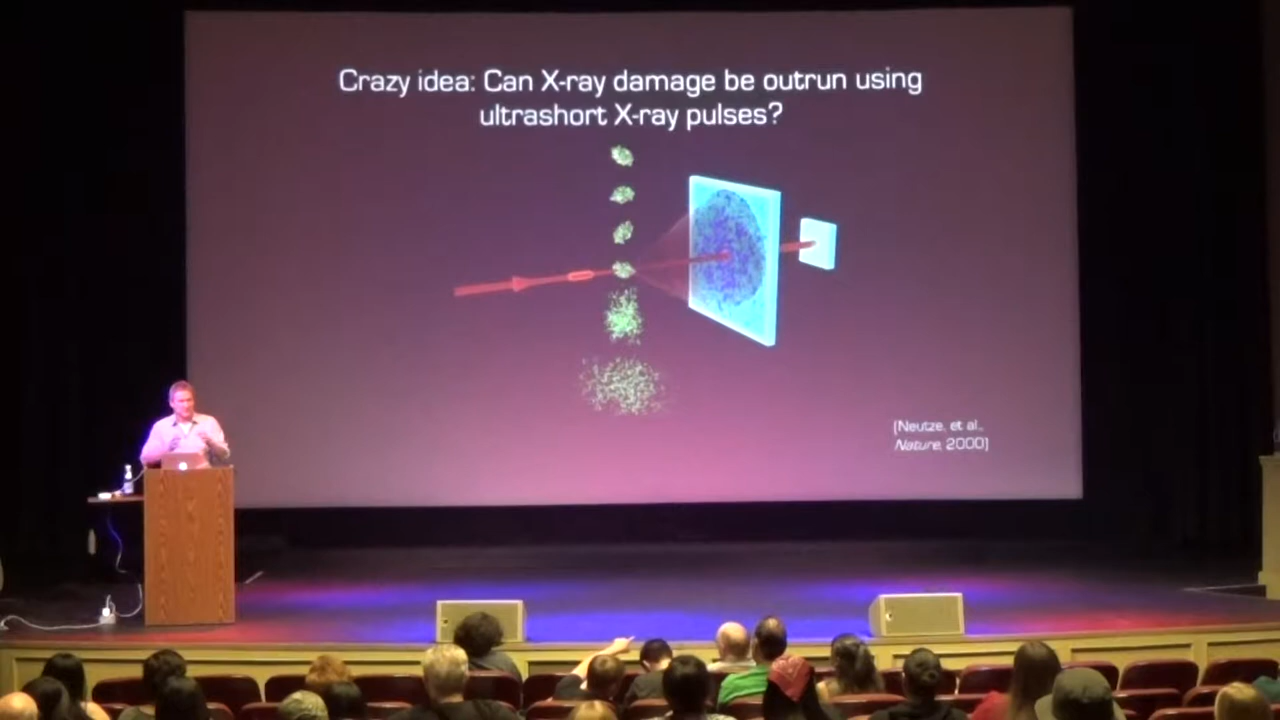 Crazy idea: Can X-ray damage be outrun using
ultrashort X-ray pulses?
[Neutze, et al.,
Nature, 2000]